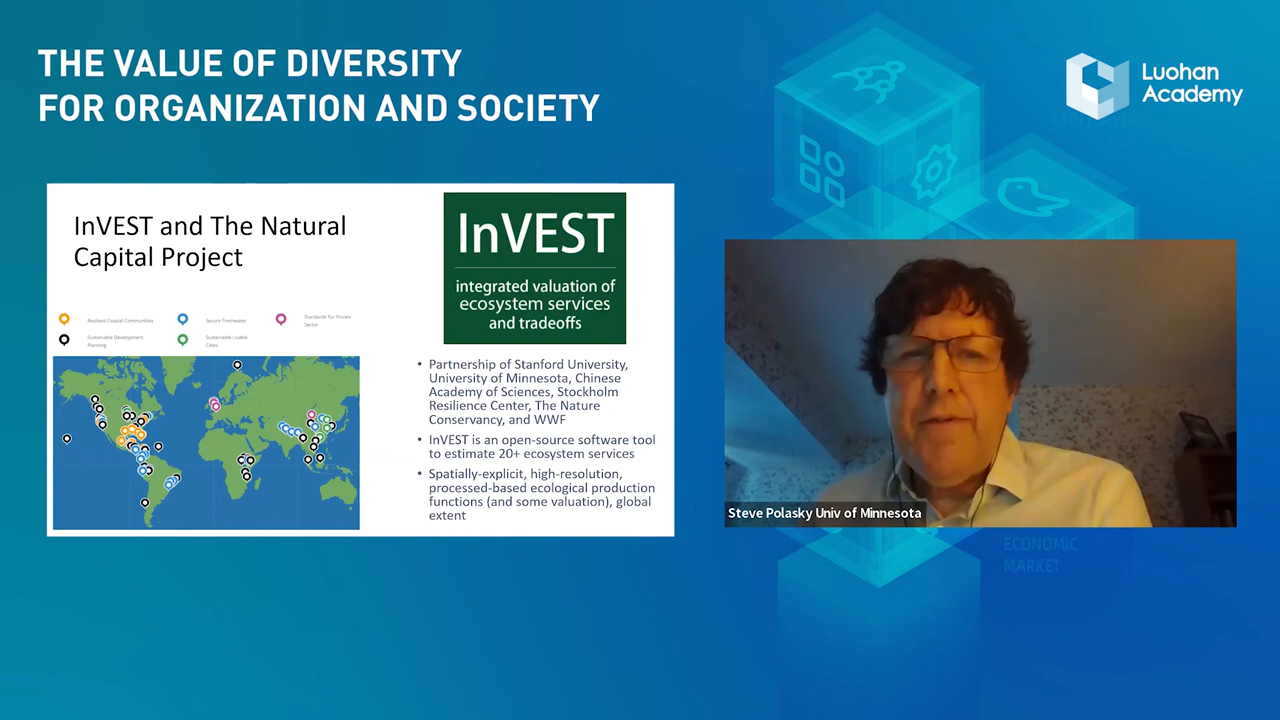 THE VALUE OF DIVERSITY
FOR ORGANIZATION AND SOCIETY
Luohan
Academy
InVEST and The Natural
Capital Project
InVEST
integrated valuation of
ecosystem services
and tradeoffs
Resilient Coastal Communities
Secure Freshwater
Standards for Private
Sector
Sustainable Development
Planning
Sustainable Livable
Cities
• Partnership of Stanford University,
University of Minnesota, Chinese
Academy of Sciences, Stockholm
Resilience Center, The Nature
Conservancy, and WWF
• InVEST is an open-source software tool
to estimate 20+ ecosystem services
• Spatially-explicit, high-resolution,
processed-based ecological production
functions (and some valuation), global
extent
Steve Polasky Univ of Minnesota
ECONOMIC
MARKET